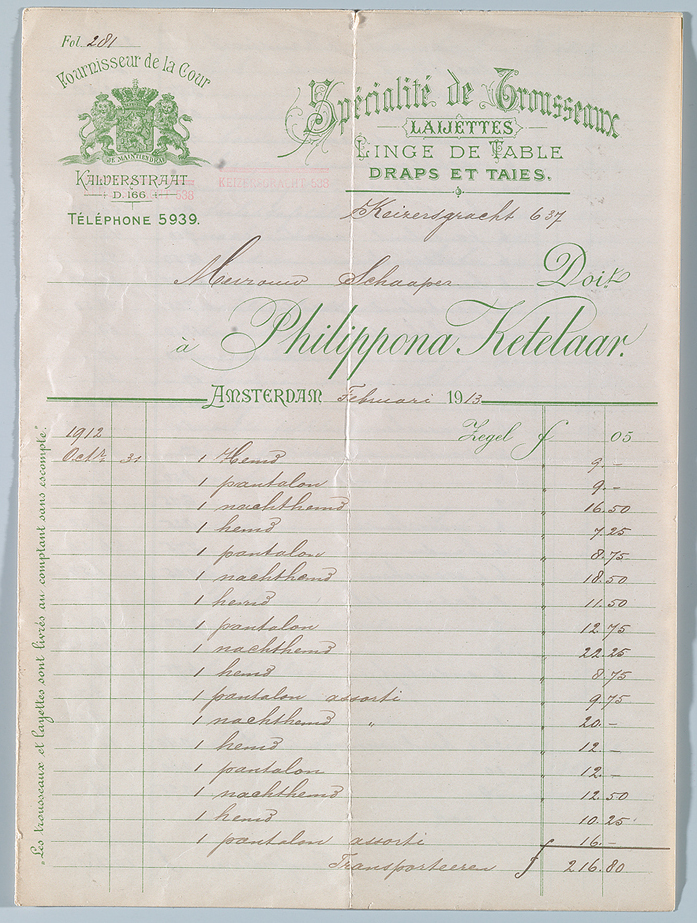 Fol. 281
Fournisseur de la Cour
JE MAINTIENDRAI
KALVERSTRAAT
D. 166. 538
TÉLÉPHONE 5939.
KEIZERSGRACHT 538
Spécialité de Trousseaux
LAIJETTES
LINGE DE TABLE
DRAPS ET TAIES.
Keizersgracht 637
Mevrouw Schaaper Doit
à Philippona Ketelaar.
AMSTERDAM Februari 1913
1912 Zegel f 05
Octr. 31 1 Hemd 9.-
1 pantalon " 9.-
1 nachthemd " 16.50
1 hemd " 7.25
1 pantalon " 8.75
1 nachthemd " 18.50
1 hemd " 11.50
1 pantalon " 12.75
1 nachthemd " 22.25
1 hemd " 8.75
1 pantalon assorti " 9.75
1 nachthemd " " 20.-
1 hemd " 12.-
1 pantalon " 12.-
1 nachthemd " 12.50
1 hemd " 10.25
1 pantalon assorti " 16.-
Transporteeren f 216.80
„Les trousseaux et layettes sont livrés au comptant sans escompte."